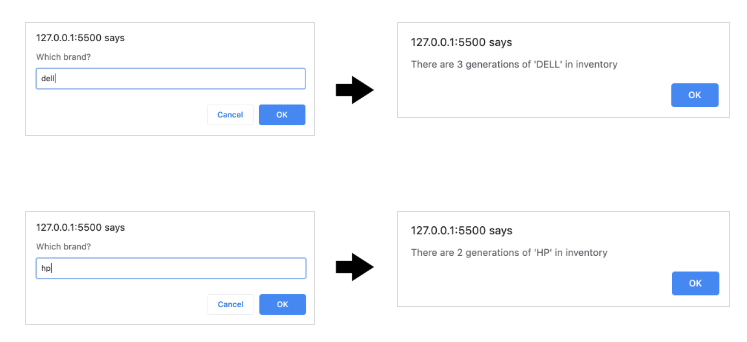 127.0.0.1:5500 says
Which brand?
dell
Cancel
OK
127.0.0.1:5500 says
There are 3 generations of 'DELL' in inventory
OK
127.0.0.1:5500 says
Which brand?
hp
Cancel
OK
127.0.0.1:5500 says
There are 2 generations of 'HP' in inventory
OK